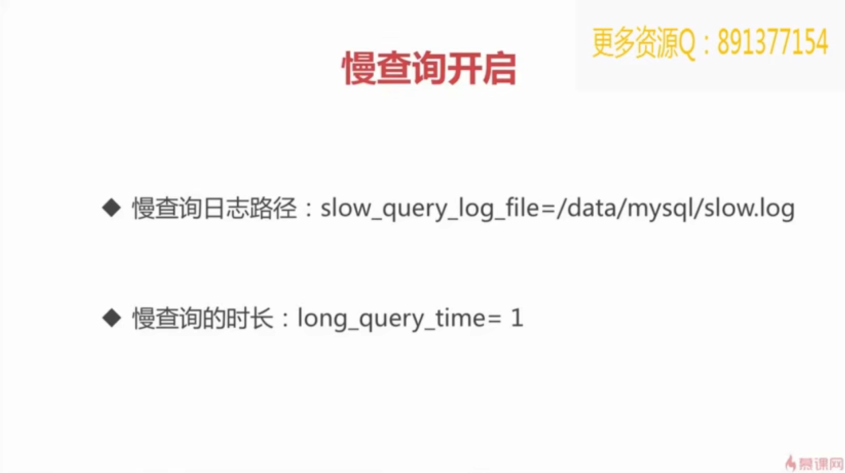 更多资源Q：891377154
慢查询开启
◆ 慢查询日志路径：slow_query_log_file=/data/mysql/slow.log
◆ 慢查询的时长：long_query_time= 1
慕课网